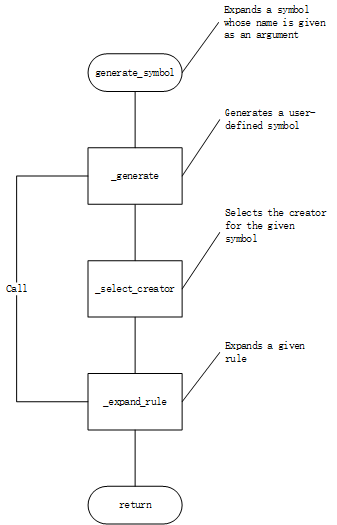 Expands a symbol
whose name is given
as an argument
generate_symbol
Generates a user-
defined symbol
_generate
Selects the creator
for the given
symbol
Call
_select_creator
Expands a given
rule
_expand_rule
return